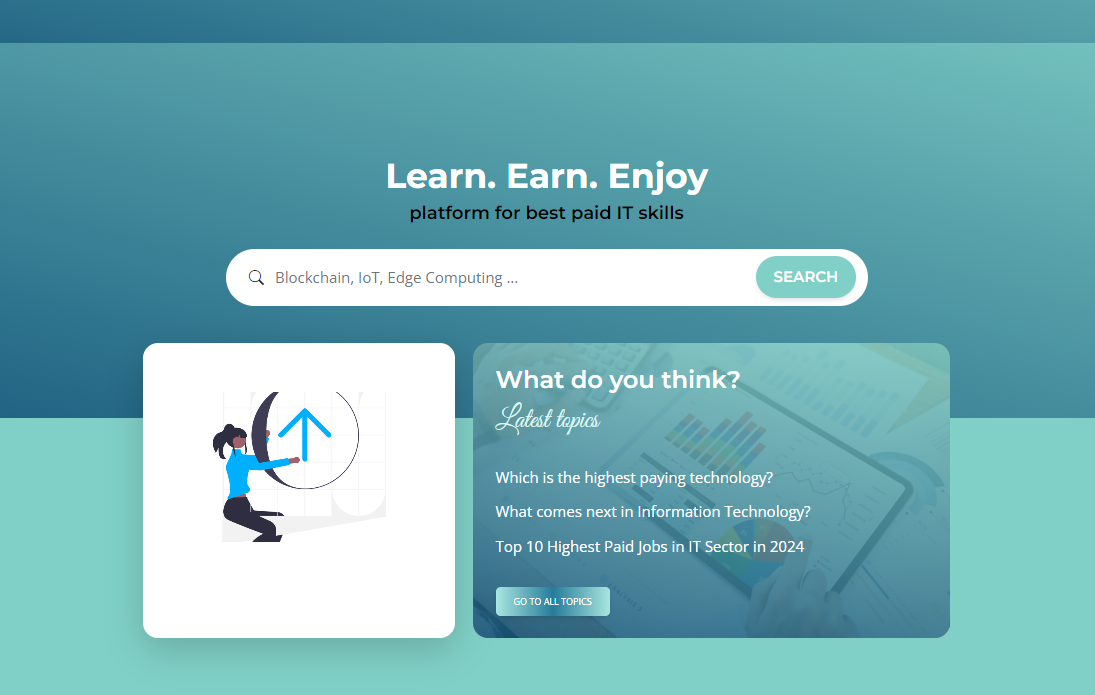 Learn. Earn. Enjoy
platform for best paid IT skills
Blockchain, IoT, Edge Computing ...
SEARCH
What do you think?
Latest topics
Which is the highest paying technology?
What comes next in Information Technology?
Top 10 Highest Paid Jobs in IT Sector in 2024
GO TO ALL TOPICS